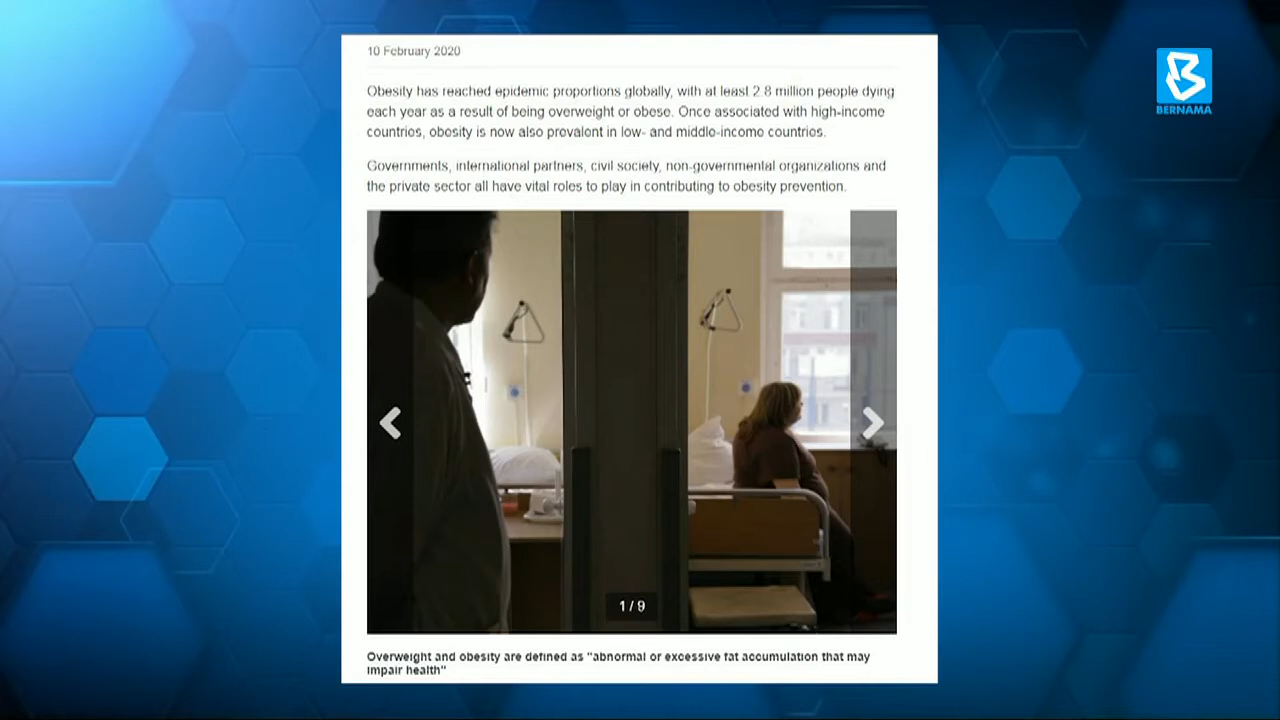 10 February 2020
Obesity has reached epidemic proportions globally, with at least 2.8 million people dying
each year as a result of being overweight or obese. Once associated with high-income
countries, obesity is now also prevalent in low- and middle-income countries.
Governments, international partners, civil society, non-governmental organizations and
the private sector all have vital roles to play in contributing to obesity prevention.
1 / 9
Overweight and obesity are defined as "abnormal or excessive fat accumulation that may
impair health"
BERNAMA